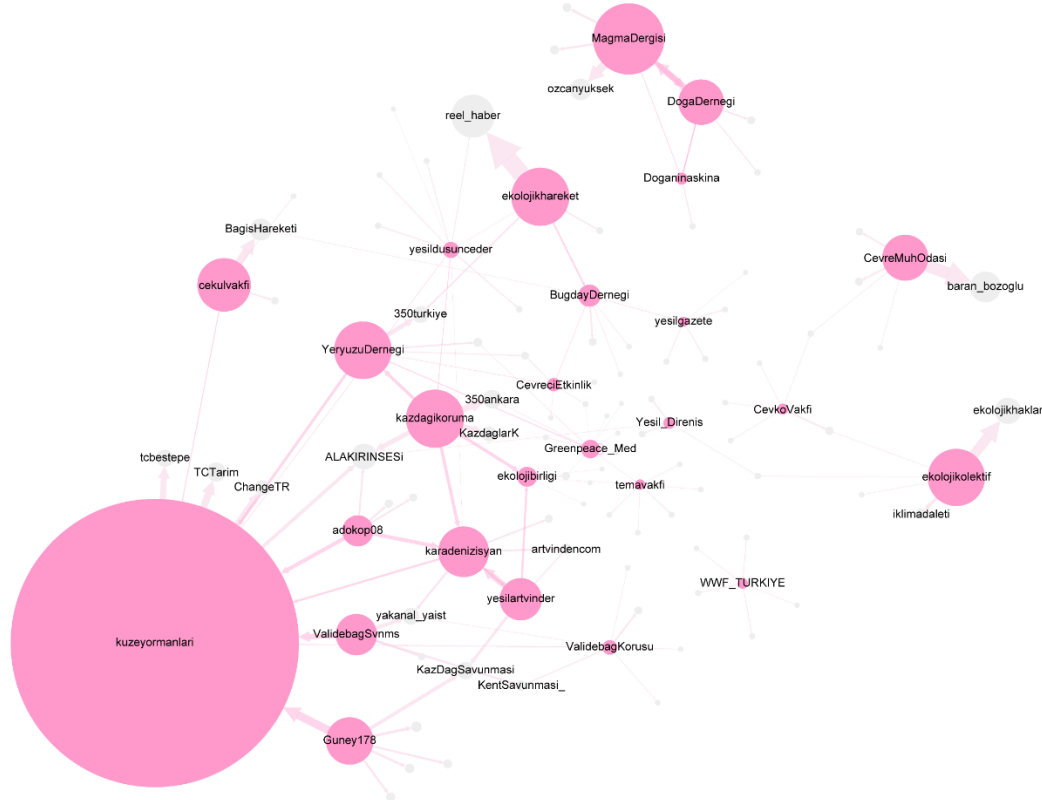 MagmaDergisi
ozcanyuksek
DogaDernegi
reel_haber
Doganinaskina
ekolojikhareket
BagisHareketi
yesildusunceder
CevreMuhOdasi
cekulvakfi
baran_bozoglu
BugdayDernegi
350turkiye
yesilgazete
YeryuzuDernegi
CevreciEtkinlik
350ankara
kazdagikoruma
CevkoVakfi
ekolojikhaklar
KazdaglarK
Yesil_Direnis
Greenpeace_Med
tcbestepe
ALAKIRINSESi
TCTarim
ekolojibirligi
ekolojikolektif
ChangeTR
temavakfi
iklimadaleti
adokop08
karadenizisyan
artvindencom
WWF_TURKIYE
yesilartvinder
yakanal_yaist
kuzeyormanlari
ValidebagSvnms
ValidebagKorusu
KazDagSavunmasi
KentSavunmasi_
Guney178